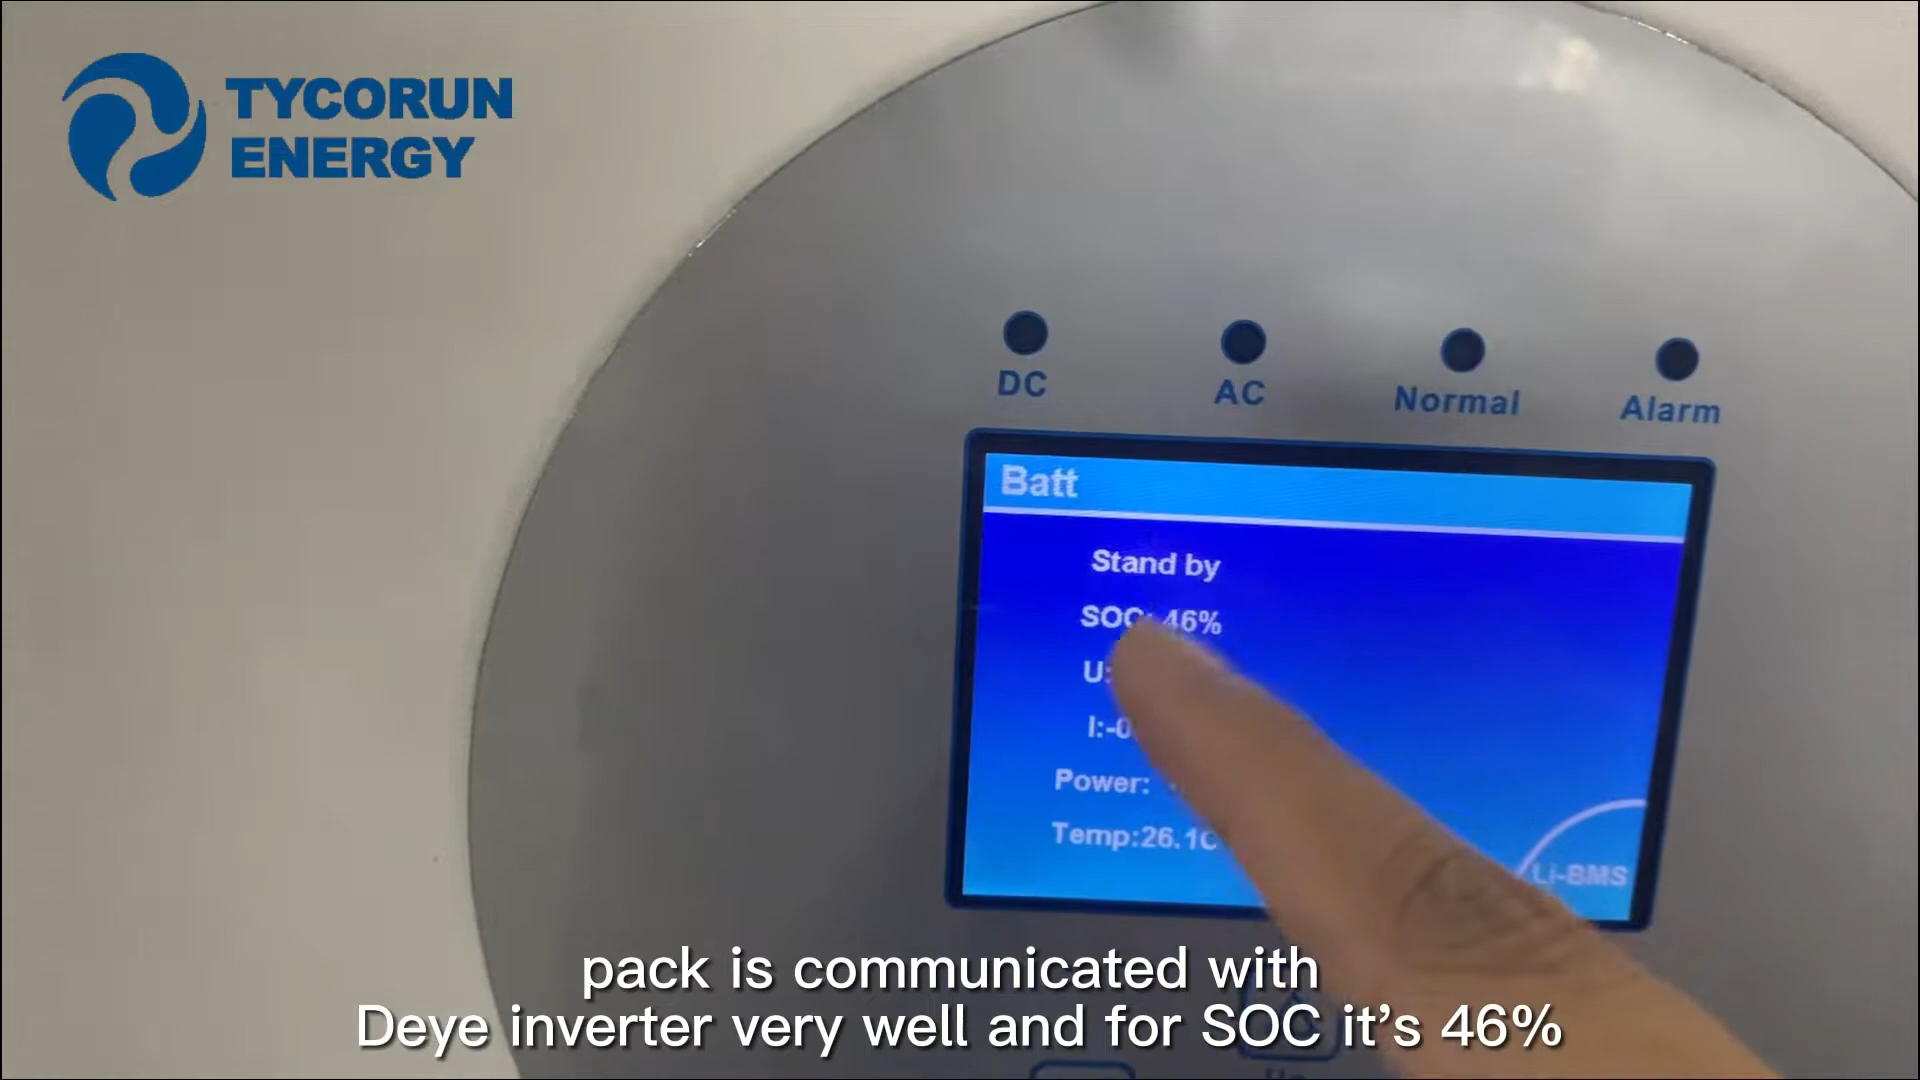 TYCORUN
ENERGY
DC
AC
Normal
Alarm
Batt
Stand by
SOC: 46%
U:
I:-0
Power:
Temp:26.1C
Li-BMS
pack is communicated with
Deye inverter very well and for SOC it's 46%